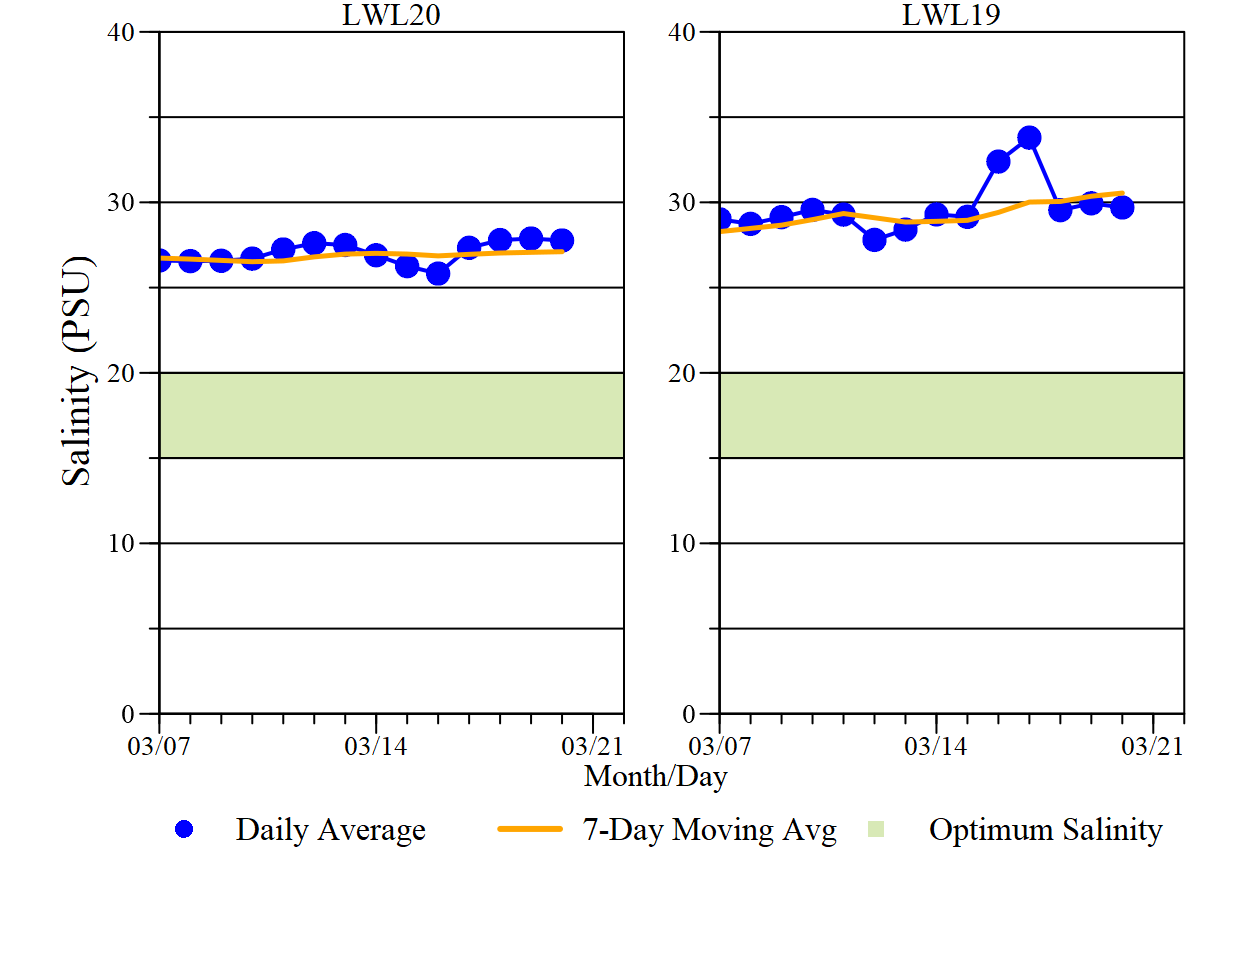 LWL20 LWL19
40 40
30 30
20 20
10 10
0 0
Salinity (PSU)
03/07 03/14 03/21 03/07 03/14 03/21
Month/Day
Daily Average 7-Day Moving Avg Optimum Salinity